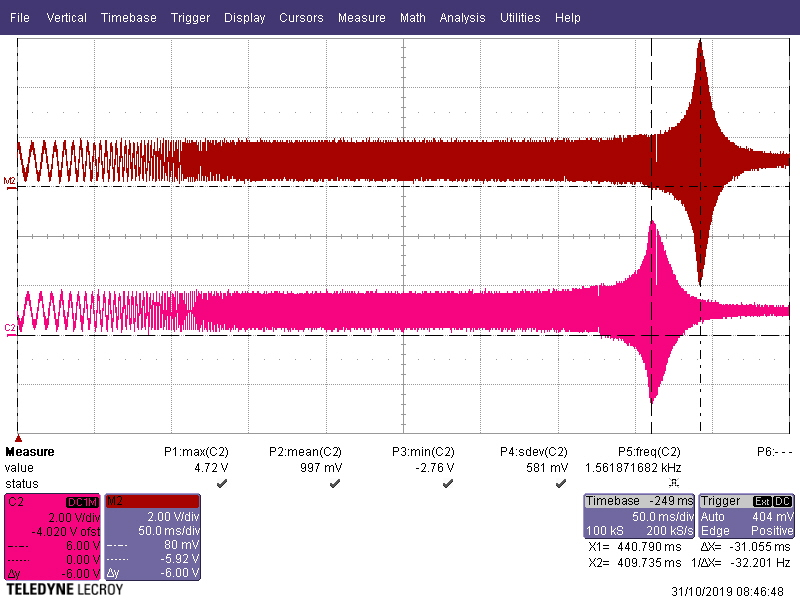 File Vertical Timebase Trigger Display Cursors Measure Math Analysis Utilities Help
M2
C2
Measure P1:max(C2) P2:mean(C2) P3:min(C2) P4:sdev(C2) P5:freq(C2) P6:- - -
value 4.72 V 997 mV -2.76 V 581 mV 1.561871682 kHz
status
C2 DC1M
2.00 V/div
-4.020 V ofst
6.00 V
0.00 V
Δy -6.00 V
M2
2.00 V/div
50.0 ms/div
80 mV
-5.92 V
Δy -6.00 V
Timebase -249 ms
50.0 ms/div
100 kS 200 kS/s
Trigger Ext DC
Auto 404 mV
Edge Positive
X1= 440.790 ms ΔX= -31.055 ms
X2= 409.735 ms 1/ΔX= -32.201 Hz
TELEDYNE LECROY
31/10/2019 08:46:48